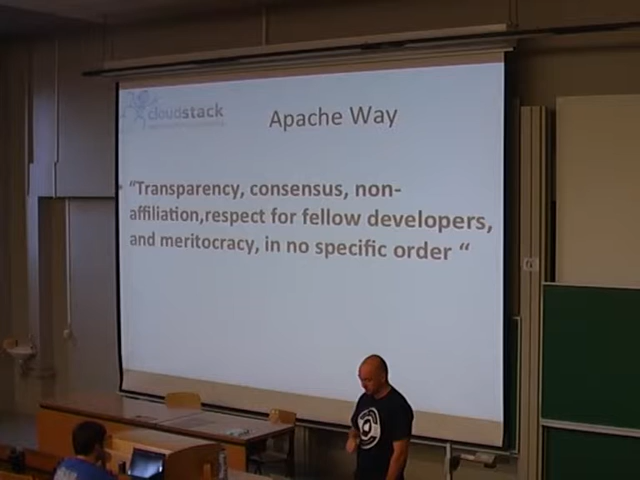 cloudstack
Apache Way
“Transparency, consensus, non-
affiliation,respect for fellow developers,
and meritocracy, in no specific order “